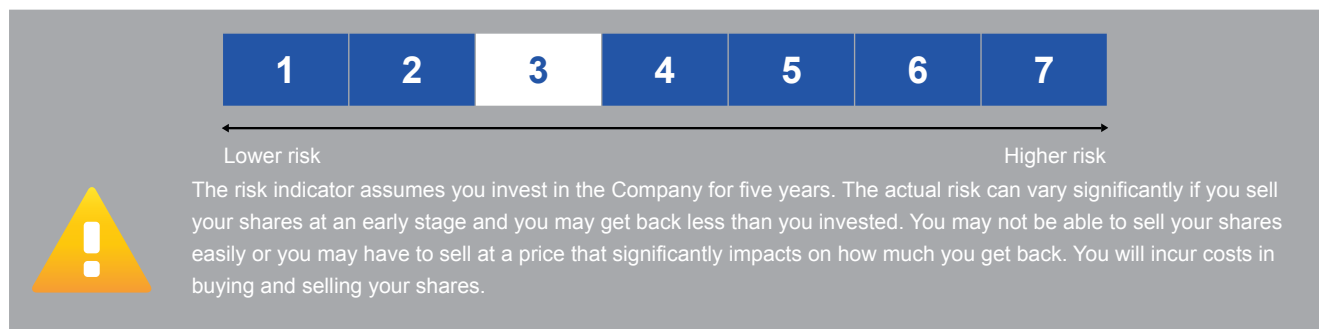 1 2 3 4 5 6 7
Lower risk Higher risk
The risk indicator assumes you invest in the Company for five years. The actual risk can vary significantly if you sell
your shares at an early stage and you may get back less than you invested. You may not be able to sell your shares
easily or you may have to sell at a price that significantly impacts on how much you get back. You will incur costs in
buying and selling your shares.